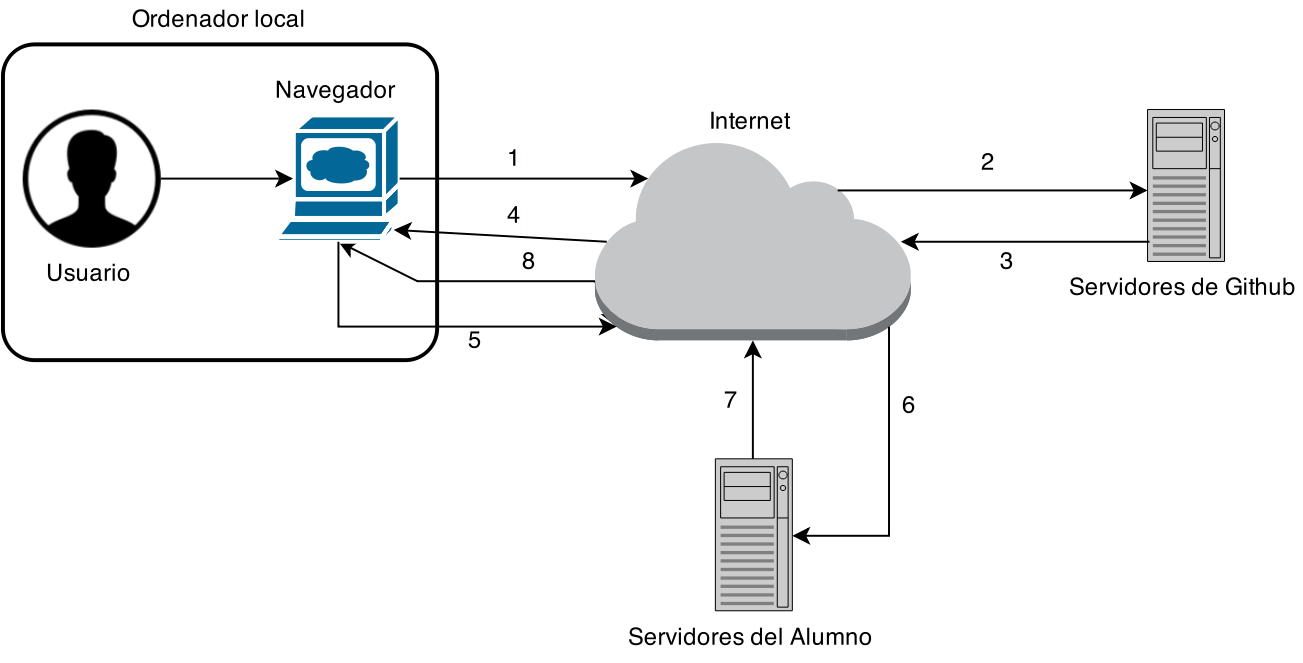 Ordenador local
Navegador
Internet
1
2
4
8
3
Usuario
Servidores de Github
5
7
6
Servidores del Alumno